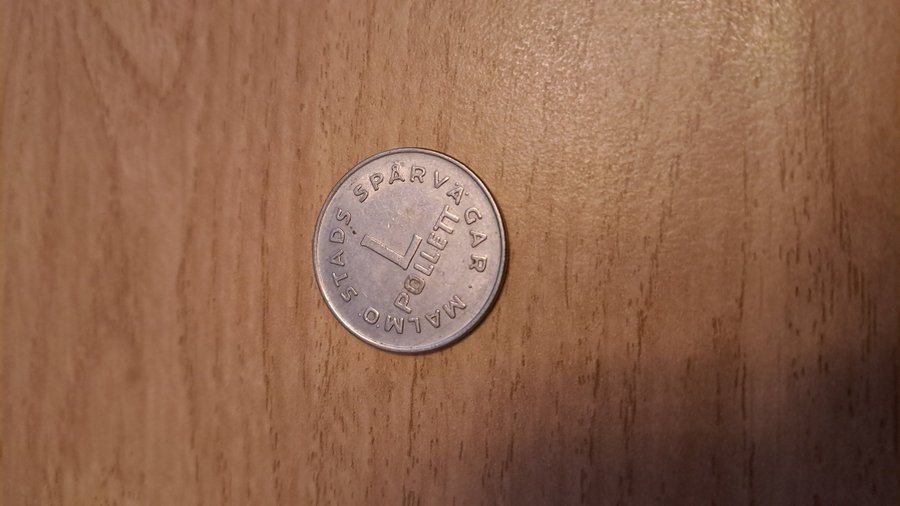 MALMÖ STADS SPÅRVÄGAR
L
POLLETT